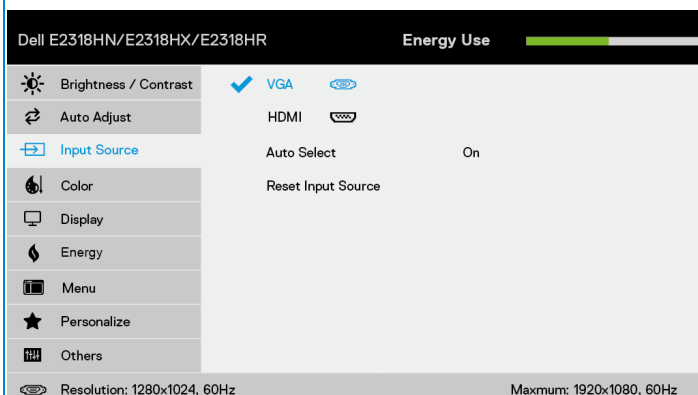 Dell E2318HN/E2318HX/E2318HR Energy Use
Brightness / Contrast VGA
Auto Adjust HDMI
Input Source Auto Select On
Color Reset Input Source
Display
Energy
Menu
Personalize
Others
Resolution: 1280x1024, 60Hz Maxmum: 1920x1080, 60Hz